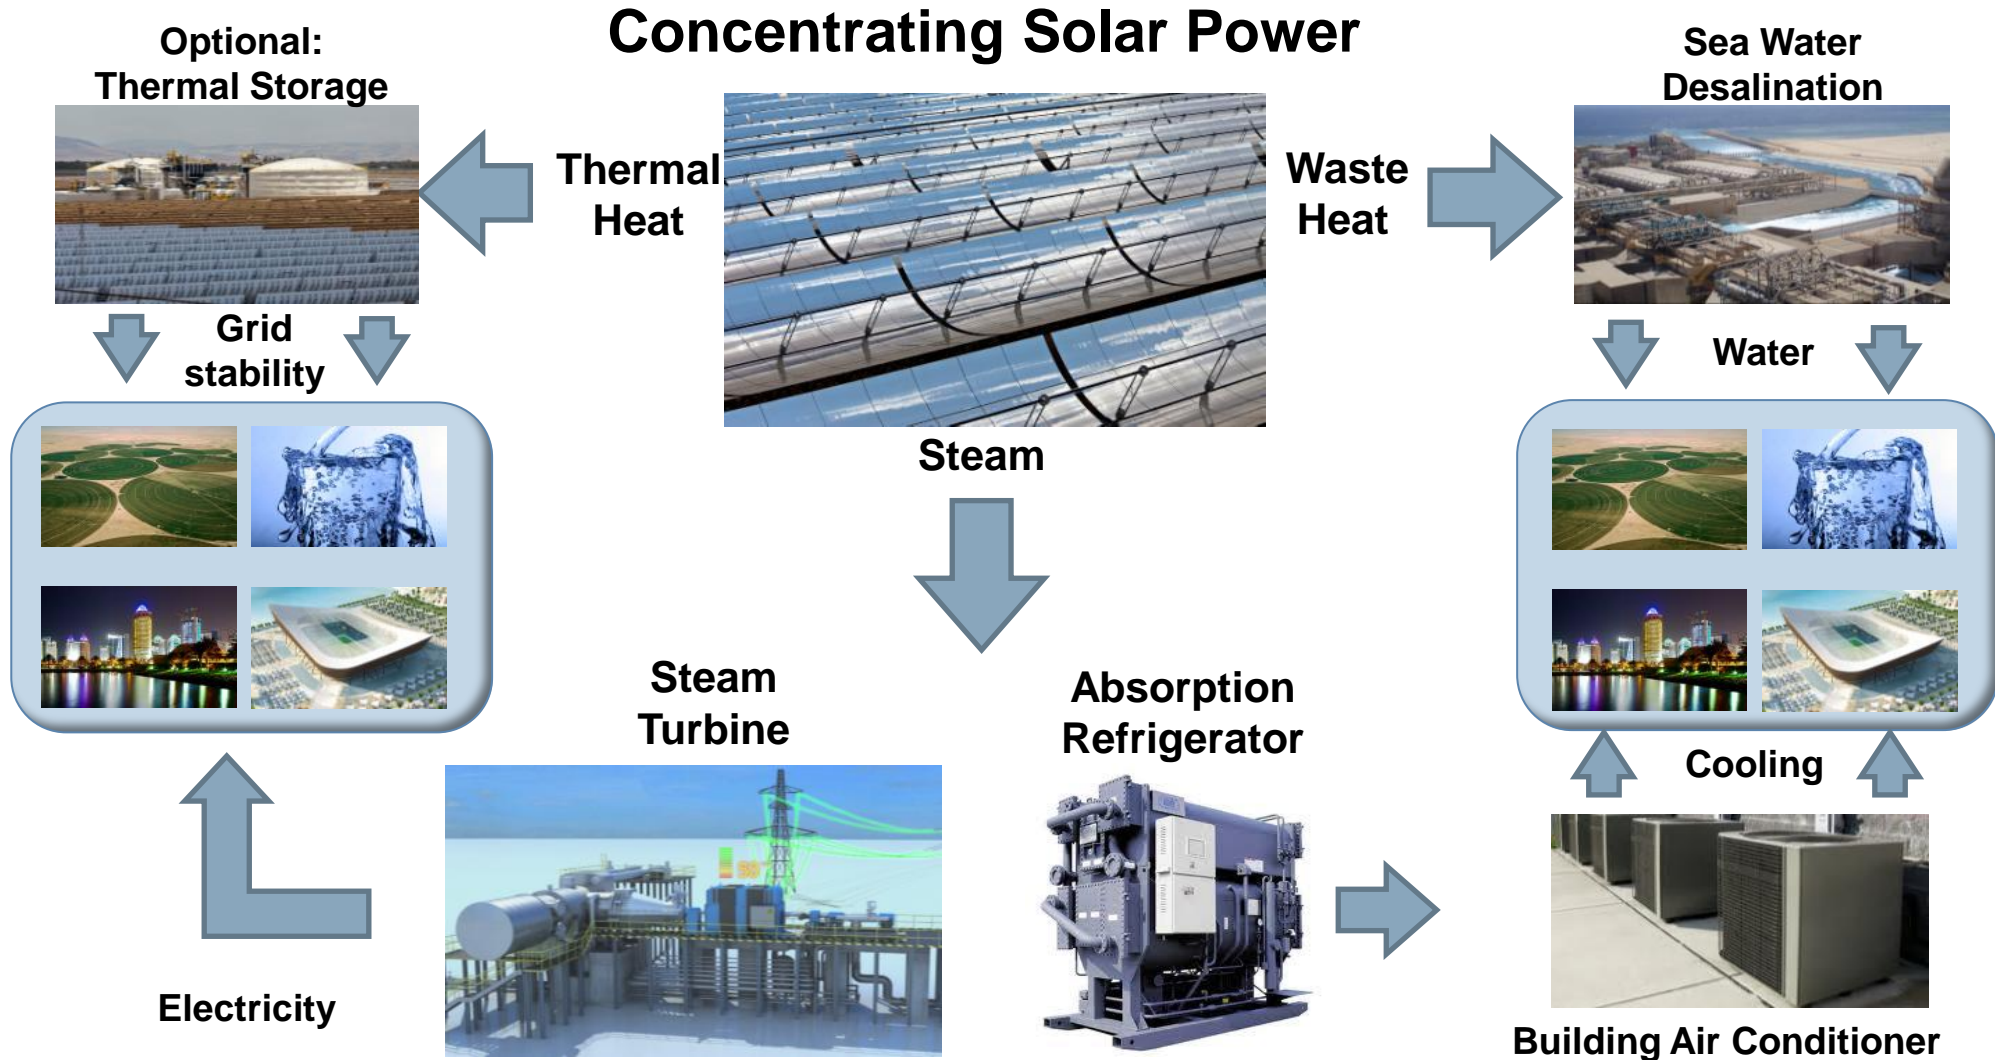 Concentrating Solar Power
Optional:
Thermal Storage
Sea Water
Desalination
Thermal
Heat
Waste
Heat
Grid
stability
Water
Steam
Steam
Turbine
Absorption
Refrigerator
Cooling
Electricity
Building Air Conditioner